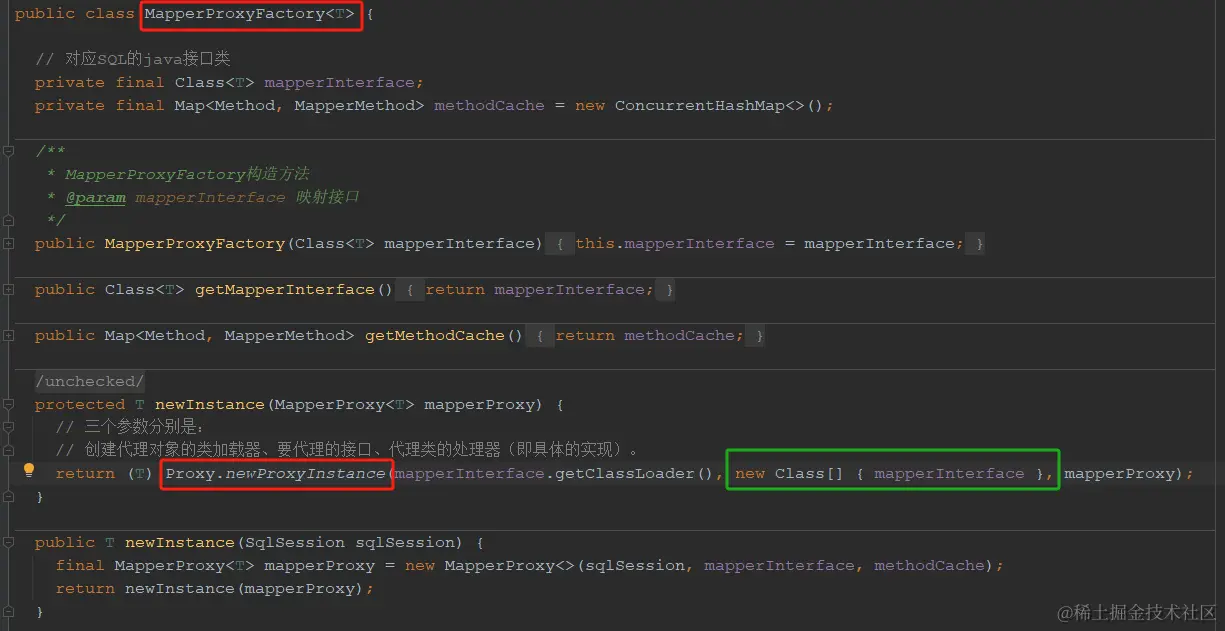 public class MapperProxyFactory<T> {
// 对应SQL的java接口类
private final Class<T> mapperInterface;
private final Map<Method, MapperMethod> methodCache = new ConcurrentHashMap<>();
/**
* MapperProxyFactory构造方法
* @param mapperInterface 映射接口
*/
public MapperProxyFactory(Class<T> mapperInterface) { this.mapperInterface = mapperInterface; }
public Class<T> getMapperInterface() { return mapperInterface; }
public Map<Method, MapperMethod> getMethodCache() { return methodCache; }
/unchecked/
protected T newInstance(MapperProxy<T> mapperProxy) {
// 三个参数分别是：
// 创建代理对象的类加载器、要代理的接口、代理类的处理器（即具体的实现）。
return (T) Proxy.newProxyInstance(mapperInterface.getClassLoader(), new Class[] { mapperInterface }, mapperProxy);
}
public T newInstance(SqlSession sqlSession) {
final MapperProxy<T> mapperProxy = new MapperProxy<>(sqlSession, mapperInterface, methodCache);
return newInstance(mapperProxy);
}
@稀土掘金技术社区